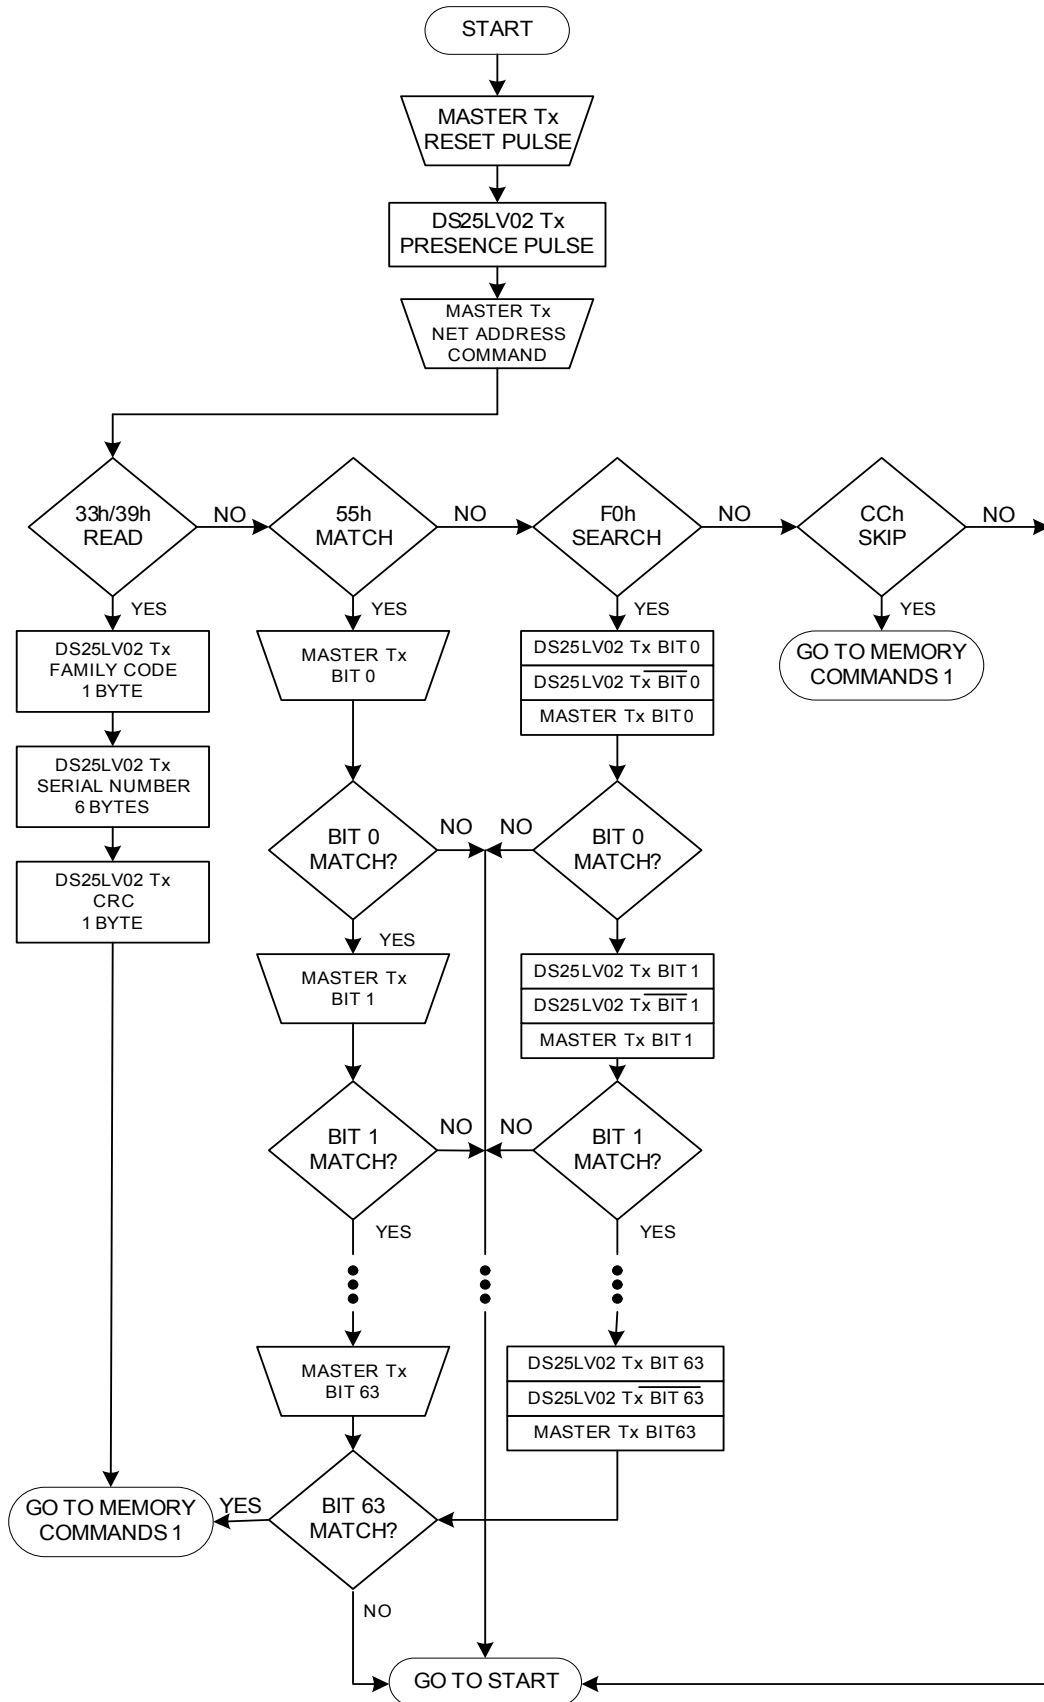 START
MASTER Tx
RESET PULSE
DS25LV02 Tx
PRESENCE PULSE
MASTER Tx
NET ADDRESS
COMMAND
33h/39h
READ
NO
55h
MATCH
NO
F0h
SEARCH
NO
CCh
SKIP
NO
YES
YES
YES
YES
DS25LV02 Tx
FAMILY CODE
1 BYTE
MASTER Tx
BIT 0
DS25LV02 Tx BIT 0
DS25LV02 Tx B̅I̅T̅ 0̅
MASTER Tx BIT 0
GO TO MEMORY
COMMANDS 1
DS25LV02 Tx
SERIAL NUMBER
6 BYTES
DS25LV02 Tx
CRC
1 BYTE
BIT 0
MATCH?
NO
NO
BIT 0
MATCH?
YES
MASTER Tx
BIT 1
DS25LV02 Tx BIT 1
DS25LV02 Tx B̅I̅T̅ 1̅
MASTER Tx BIT 1
BIT 1
MATCH?
NO
NO
BIT 1
MATCH?
YES
YES
MASTER Tx
BIT 63
DS25LV02 Tx BIT 63
DS25LV02 Tx B̅I̅T̅ 6̅3̅
MASTER Tx BIT63
GO TO MEMORY
COMMANDS 1
YES
BIT 63
MATCH?
NO
GO TO START